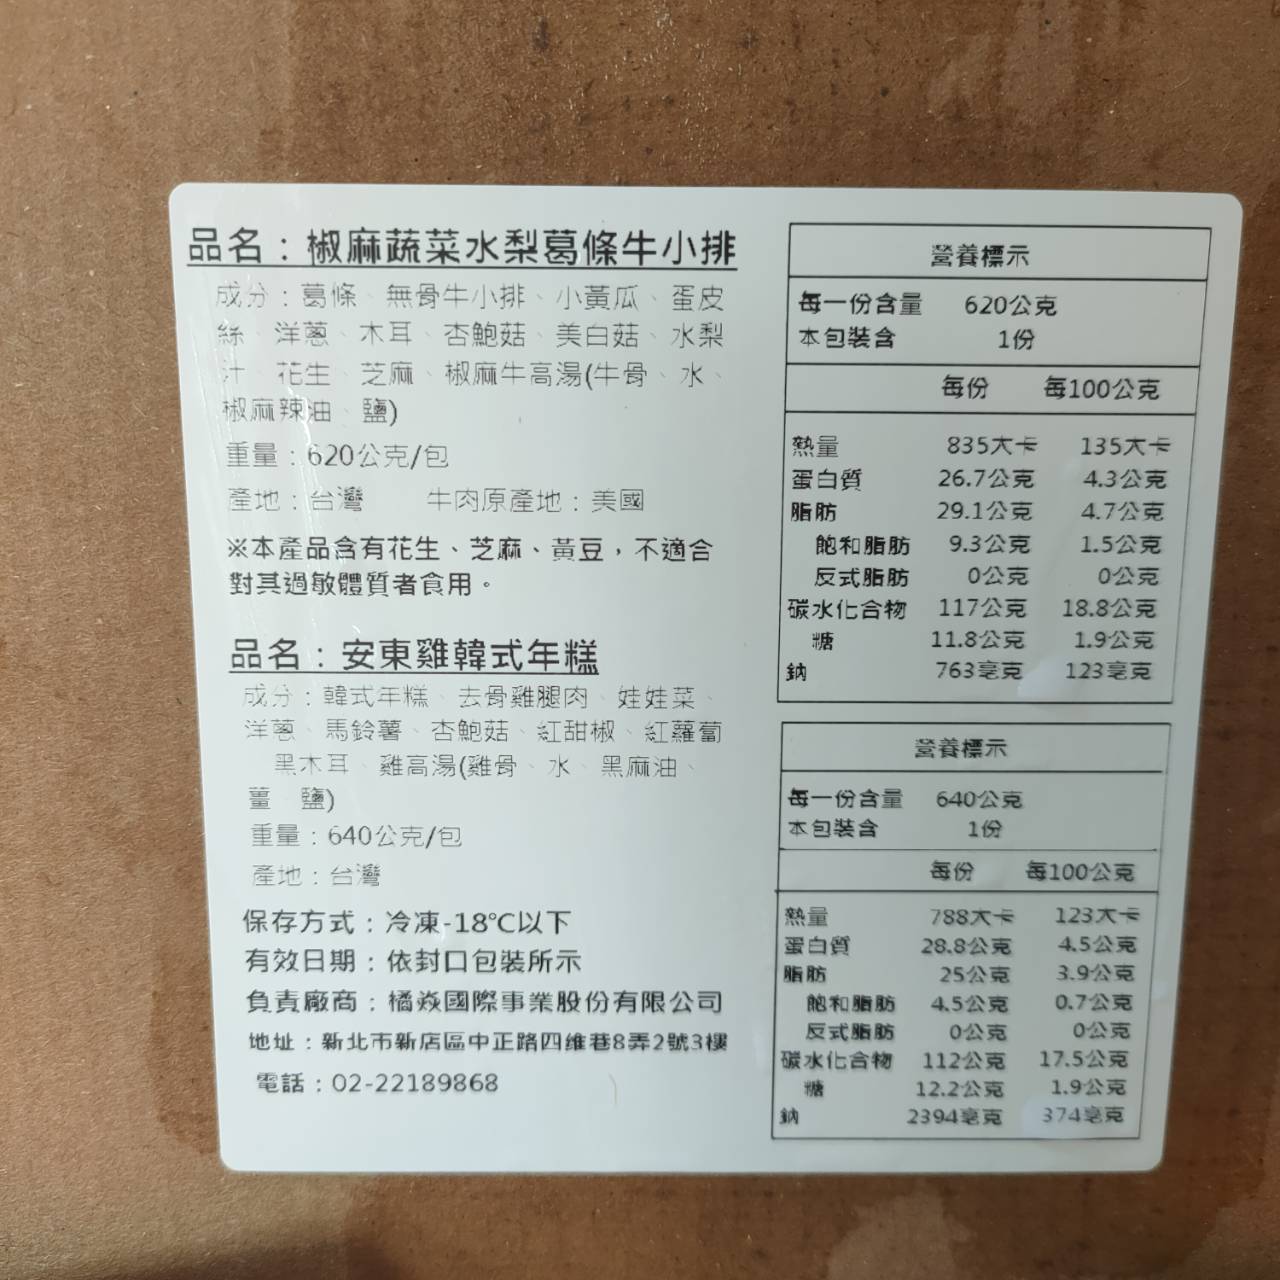 品名：椒麻蔬菜水梨葛條牛小排
成分：葛條、無骨牛小排、小黃瓜、蛋皮
絲、洋蔥、木耳、杏鮑菇、美白菇、水梨
汁、花生、芝麻、椒麻牛高湯(牛骨、水、
椒麻辣油、鹽)
重量：620公克/包
產地：台灣　牛肉原產地：美國
※本產品含有花生、芝麻、黃豆，不適合
對其過敏體質者食用。
品名：安東雞韓式年糕
成分：韓式年糕、去骨雞腿肉、娃娃菜、
洋蔥、馬鈴薯、杏鮑菇、紅甜椒、紅蘿蔔
黑木耳、雞高湯(雞骨、水、黑麻油、
薑、鹽)
重量：640公克/包
產地：台灣
保存方式：冷凍-18℃以下
有效日期：依封口包裝所示
負責廠商：橘焱國際事業股份有限公司
地址：新北市新店區中正路四維巷8弄2號3樓
電話：02-22189868
營養標示
每一份含量　620公克
本包裝含　1份
每份　每100公克
熱量　835大卡　135大卡
蛋白質　26.7公克　4.3公克
脂肪　29.1公克　4.7公克
飽和脂肪　9.3公克　1.5公克
反式脂肪　0公克　0公克
碳水化合物　117公克　18.8公克
糖　11.8公克　1.9公克
鈉　763毫克　123毫克
營養標示
每一份含量　640公克
本包裝含　1份
每份　每100公克
熱量　788大卡　123大卡
蛋白質　28.8公克　4.5公克
脂肪　25公克　3.9公克
飽和脂肪　4.5公克　0.7公克
反式脂肪　0公克　0公克
碳水化合物　112公克　17.5公克
糖　12.2公克　1.9公克
鈉　2394毫克　374毫克